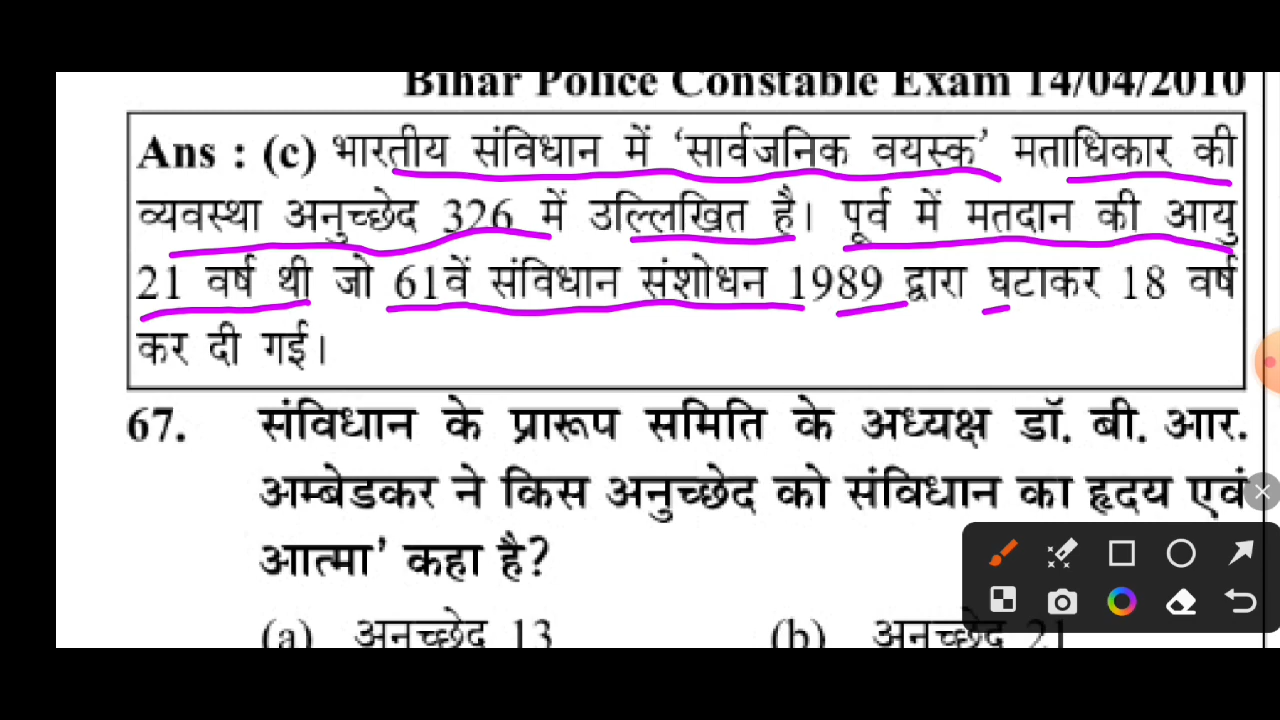 Bihar Police Constable Exam 14/04/2010
Ans : (c) भारतीय संविधान में ‘सार्वजनिक वयस्क’ मताधिकार की
व्यवस्था अनुच्छेद 326 में उल्लिखित है। पूर्व में मतदान की आयु
21 वर्ष थी जो 61वें संविधान संशोधन 1989 द्वारा घटाकर 18 वर्ष
कर दी गई।
67. संविधान के प्रारूप समिति के अध्यक्ष डॉ. बी. आर.
अम्बेडकर ने किस अनुच्छेद को संविधान का हृदय एवं
आत्मा’ कहा है?
(a) अनुच्छेद 13 (b) अनुच्छेद 21